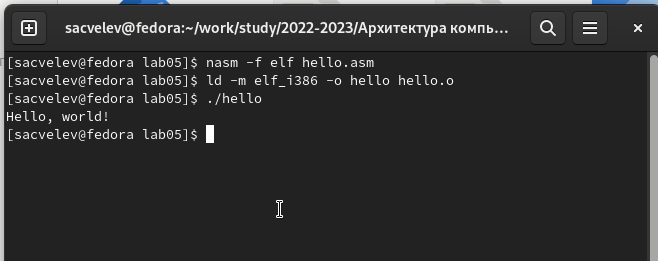 sacvelev@fedora:~/work/study/2022-2023/Архитектура компь…
[sacvelev@fedora lab05]$ nasm -f elf hello.asm
[sacvelev@fedora lab05]$ ld -m elf_i386 -o hello hello.o
[sacvelev@fedora lab05]$ ./hello
Hello, world!
[sacvelev@fedora lab05]$